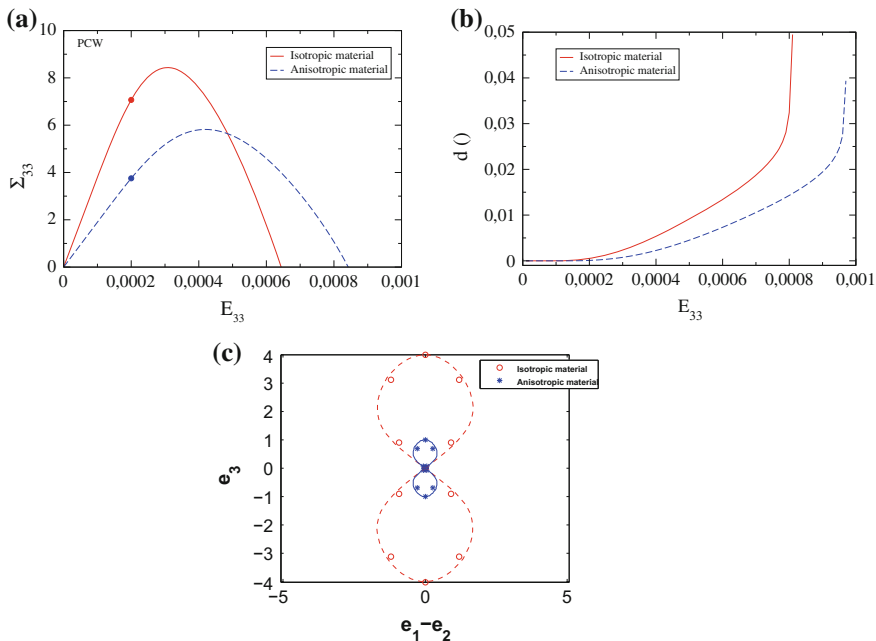 (a)
PCW
Isotropic material
Anisotropic material
10
8
6
4
2
0
Σ33
0
0,0002
0,0004
0,0006
0,0008
0,001
E33
(b)
Isotropic material
Anisotropic material
0,05
0,04
0,03
0,02
0,01
0
d ()
0
0,0002
0,0004
0,0006
0,0008
0,001
E33
(c)
Isotropic material
Anisotropic material
4
3
2
1
0
−1
−2
−3
−4
e3
−5
0
5
e1−e2